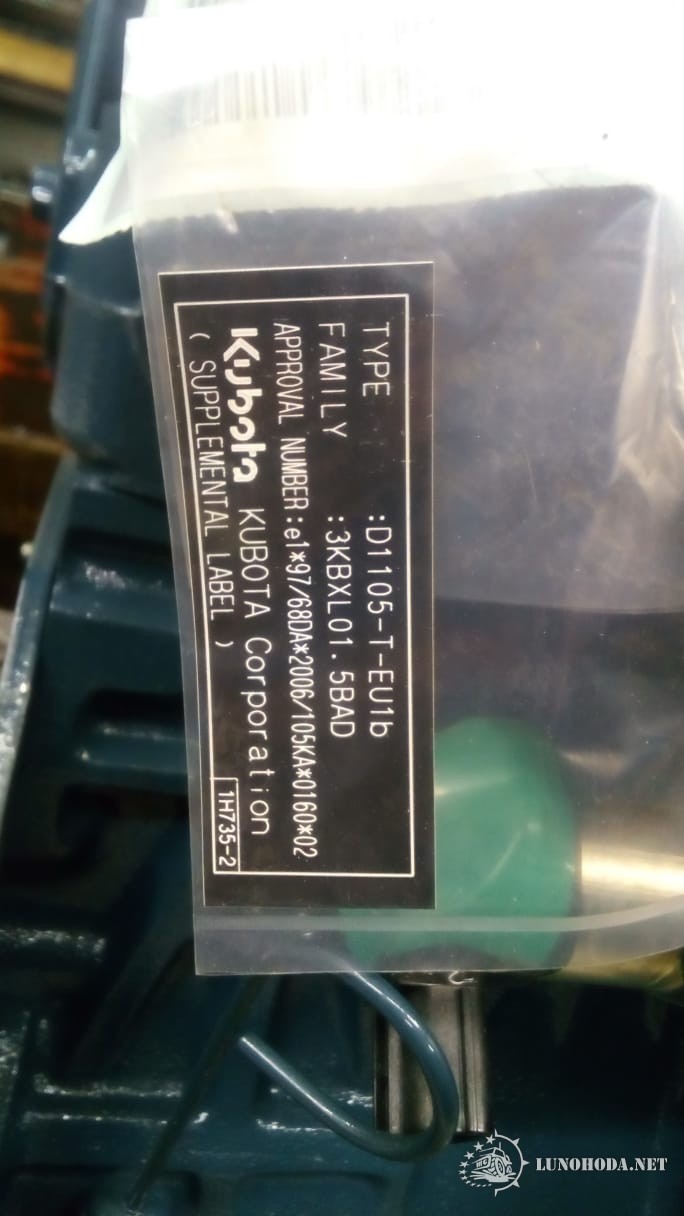 TYPE :D1105-T-EU1b
FAMILY :3KBXL01.5BAD
APPROVAL NUMBER:e1*97/68DA*2006/105KA*0160*02
Kubota KUBOTA Corporation
( SUPPLEMENTAL LABEL )
1H735-2
LUNOHODA.NET